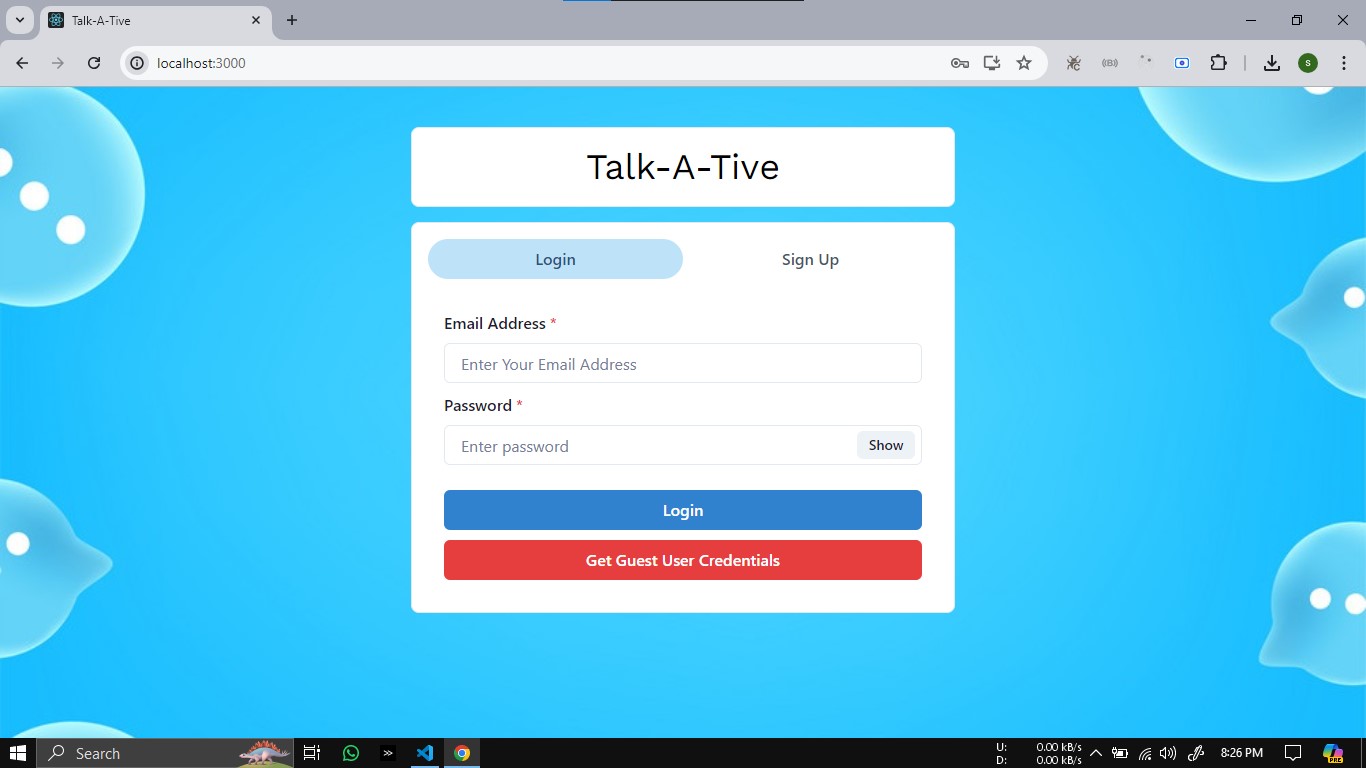 Talk-A-Tive
localhost:3000
S
Talk-A-Tive
Login Sign Up
Email Address *
Enter Your Email Address
Password *
Enter password Show
Login
Get Guest User Credentials
Search
U: 0.00 kB/s
D: 0.00 kB/s
8:26 PM
PRE